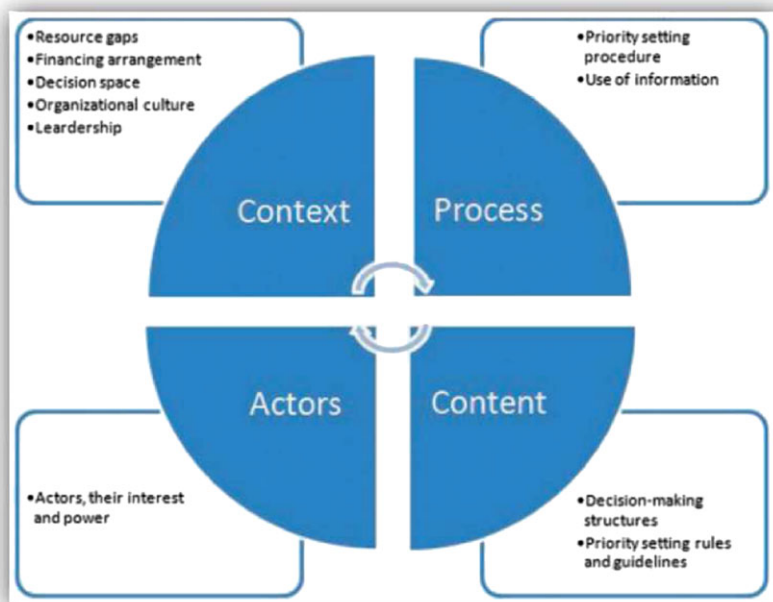 •Resource gaps
•Financing arrangement
•Decision space
•Organizational culture
•Leardership
•Priority setting
procedure
•Use of information
Context
Process
Actors
Content
•Actors, their interest
and power
•Decision-making
structures
•Priority setting rules
and guidelines